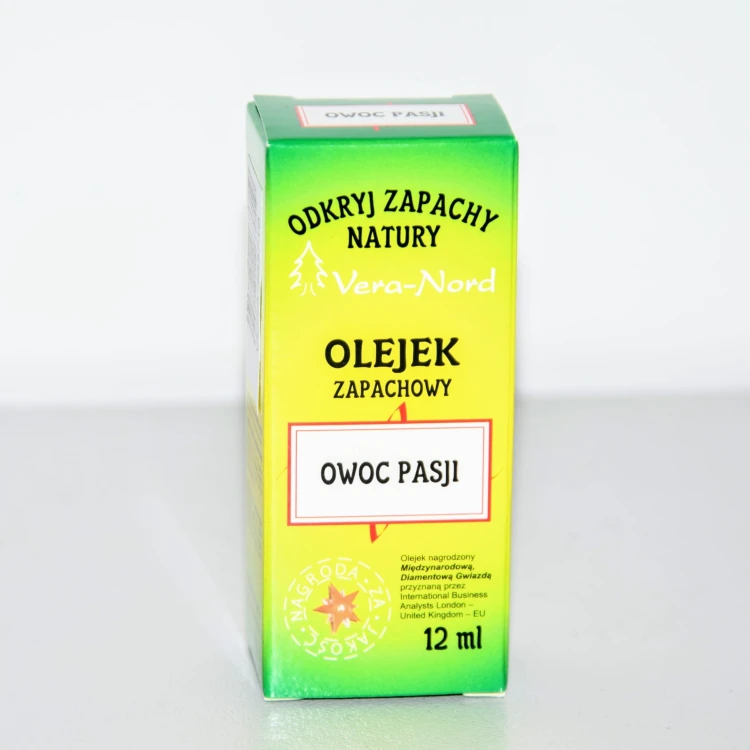 OWOC PASJI
ODKRYJ ZAPACHY
NATURY
Vera-Nord
OLEJEK
ZAPACHOWY
OWOC PASJI
NAGRODA • ZA • JAKOŚĆ •
Olejek nagrodzony
Międzynarodową,
Diamentową Gwiazdą
przyznaną przez
International Business
Analysts London –
United Kingdom – EU
12 ml